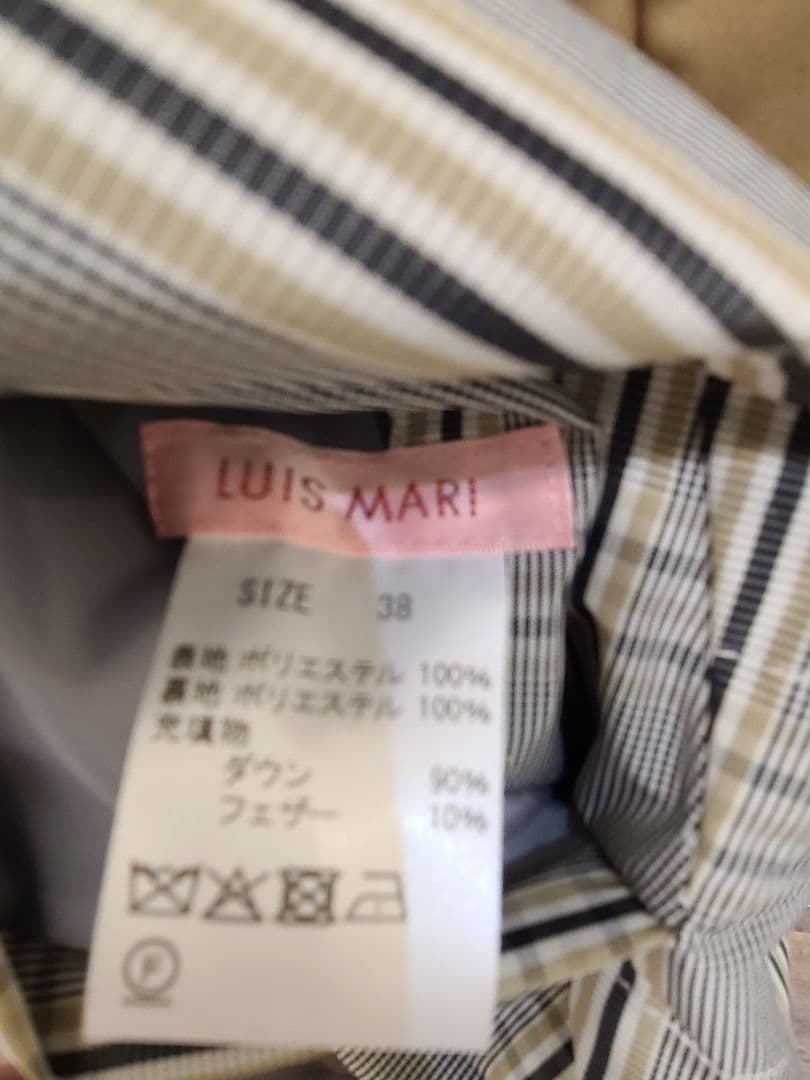 LUIS MARI
SIZE 38
表地 ポリエステル 100%
裏地 ポリエステル 100%
充填物
ダウン 90%
フェザー 10%
F